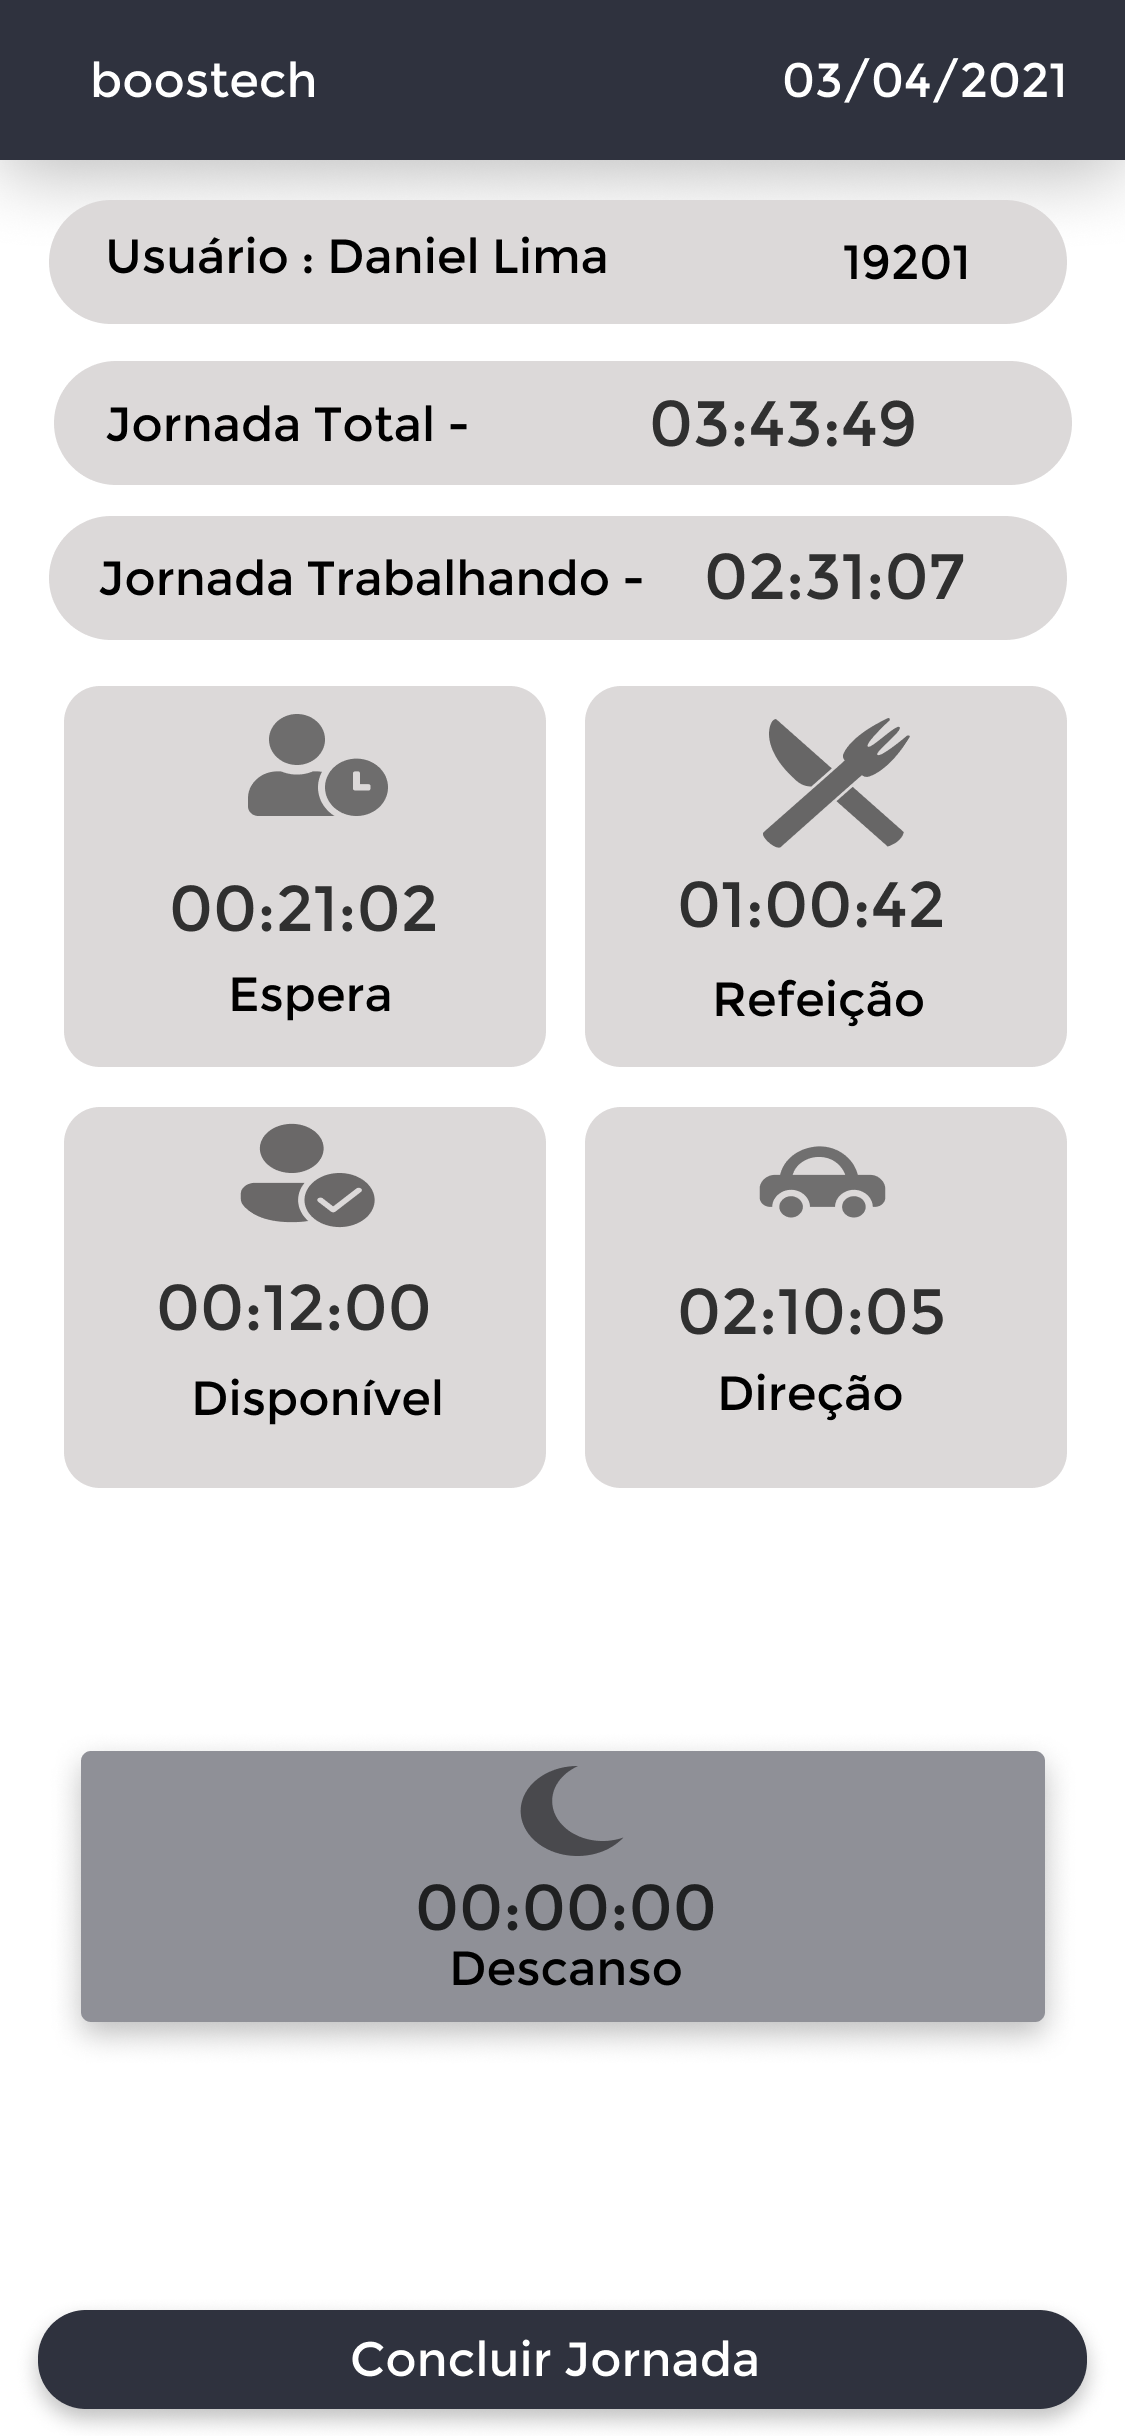 boostech 03/04/2021
Usuário : Daniel Lima 19201
Jornada Total - 03:43:49
Jornada Trabalhando - 02:31:07
00:21:02
Espera
01:00:42
Refeição
00:12:00
Disponível
02:10:05
Direção
00:00:00
Descanso
Concluir Jornada